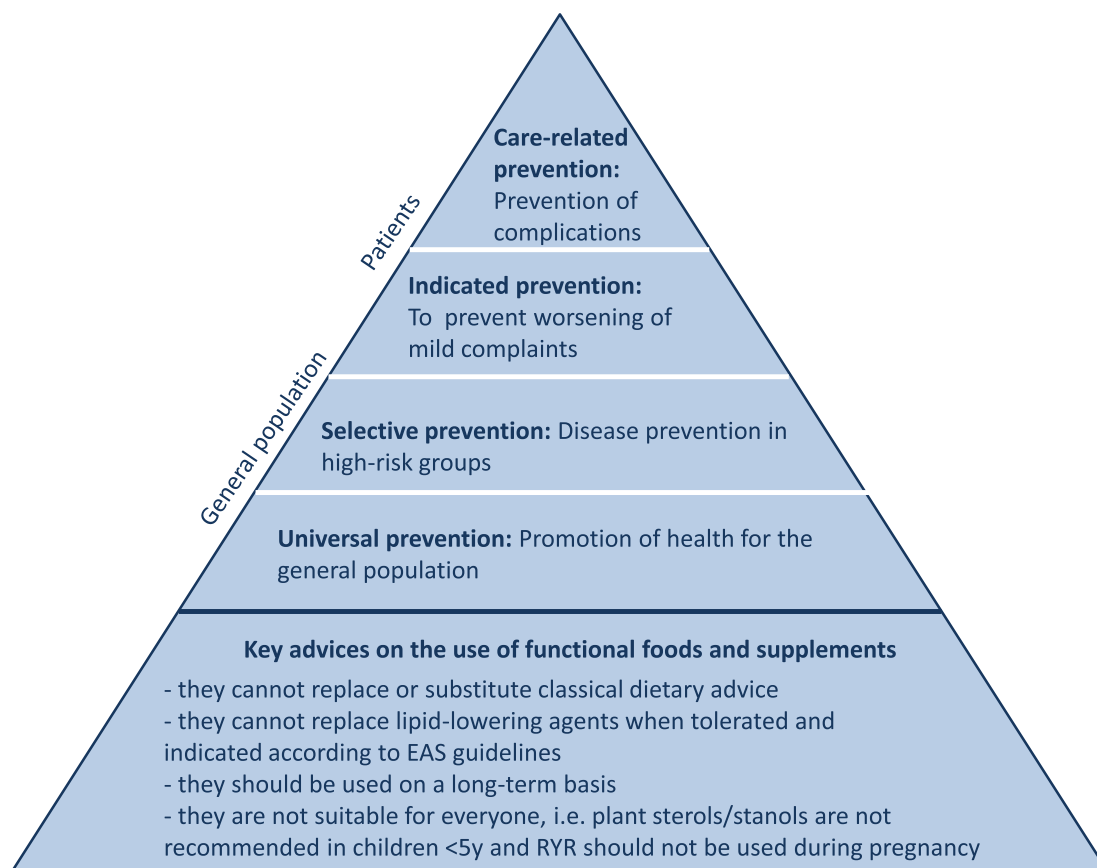 Care-related
prevention:
Prevention of
complications
Patients
Indicated prevention:
To  prevent worsening of
mild complaints
General population
Selective prevention: Disease prevention in
high-risk groups
Universal prevention: Promotion of health for the
general population
Key advices on the use of functional foods and supplements
- they cannot replace or substitute classical dietary advice
- they cannot replace lipid-lowering agents when tolerated and
indicated according to EAS guidelines
- they should be used on a long-term basis
- they are not suitable for everyone, i.e. plant sterols/stanols are not
recommended in children <5y and RYR should not be used during pregnancy